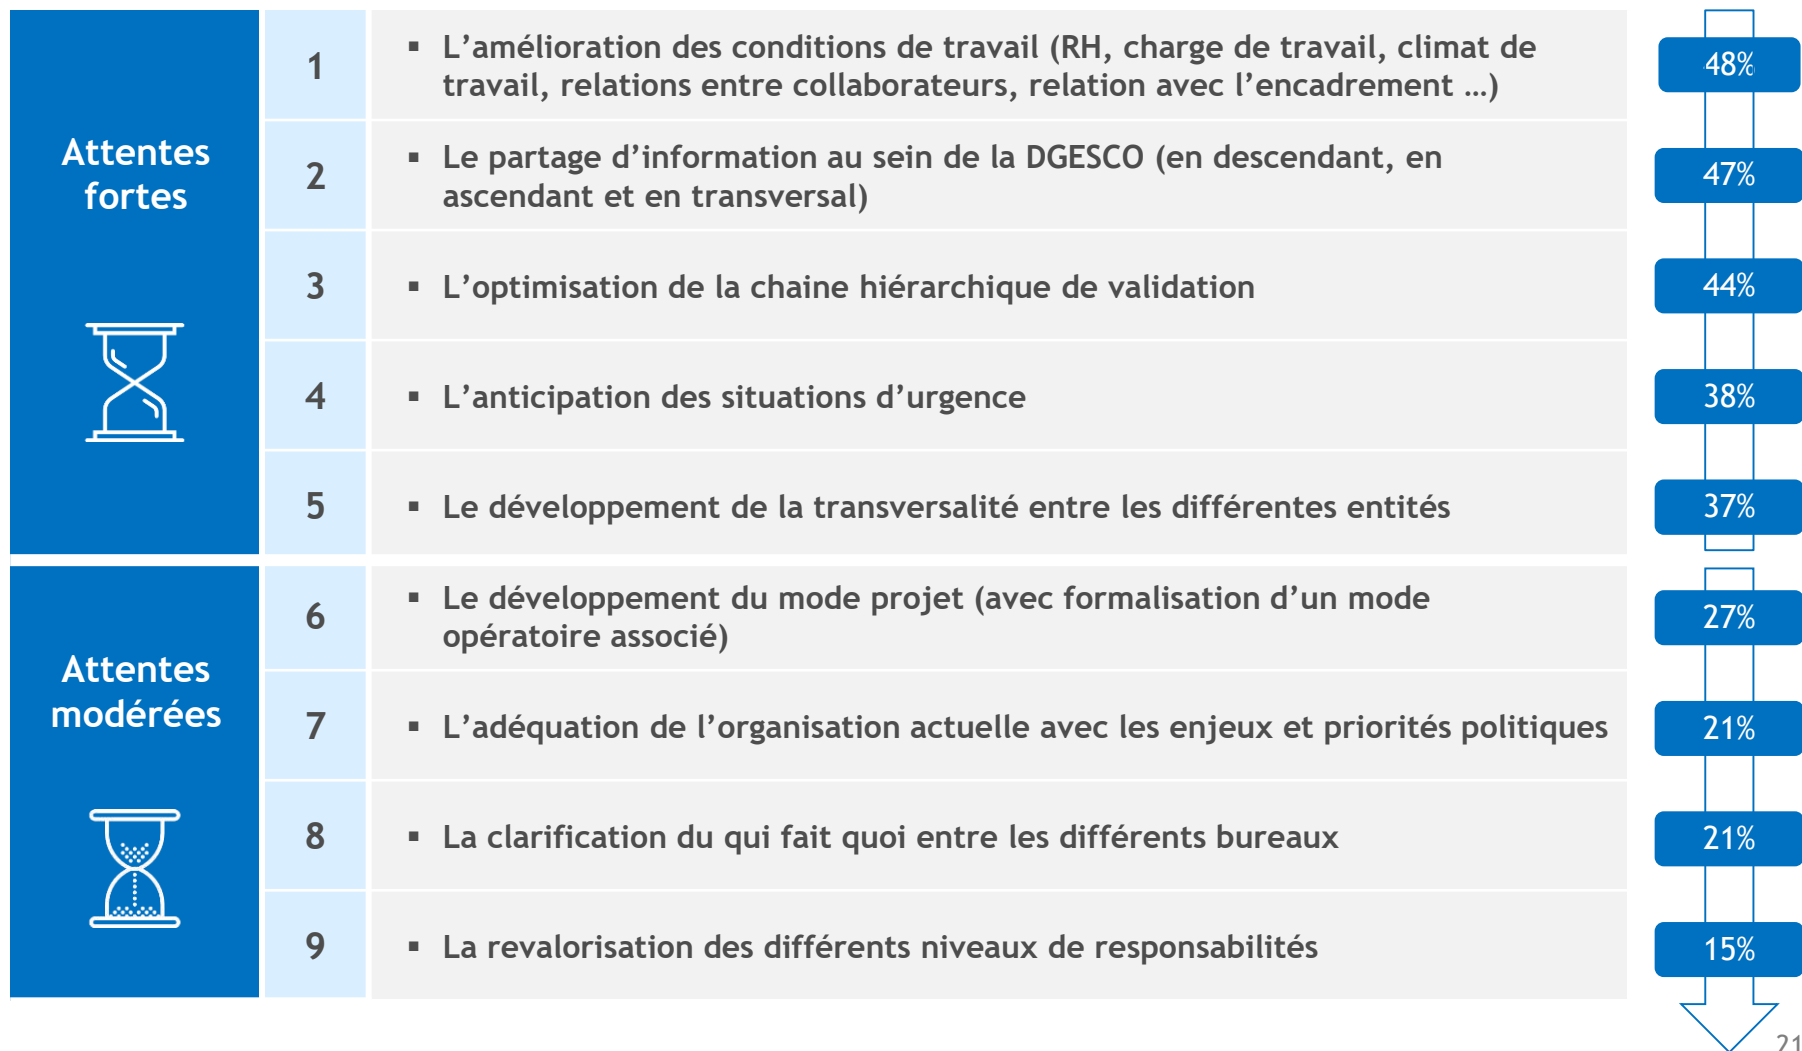 Attentes
fortes
1
▪ L’amélioration des conditions de travail (RH, charge de travail, climat de
travail, relations entre collaborateurs, relation avec l’encadrement …)
48%
2
▪ Le partage d’information au sein de la DGESCO (en descendant, en
ascendant et en transversal)
47%
3
▪ L’optimisation de la chaine hiérarchique de validation
44%
4
▪ L’anticipation des situations d’urgence
38%
5
▪ Le développement de la transversalité entre les différentes entités
37%
Attentes
modérées
6
▪ Le développement du mode projet (avec formalisation d’un mode
opératoire associé)
27%
7
▪ L’adéquation de l’organisation actuelle avec les enjeux et priorités politiques
21%
8
▪ La clarification du qui fait quoi entre les différents bureaux
21%
9
▪ La revalorisation des différents niveaux de responsabilités
15%
21